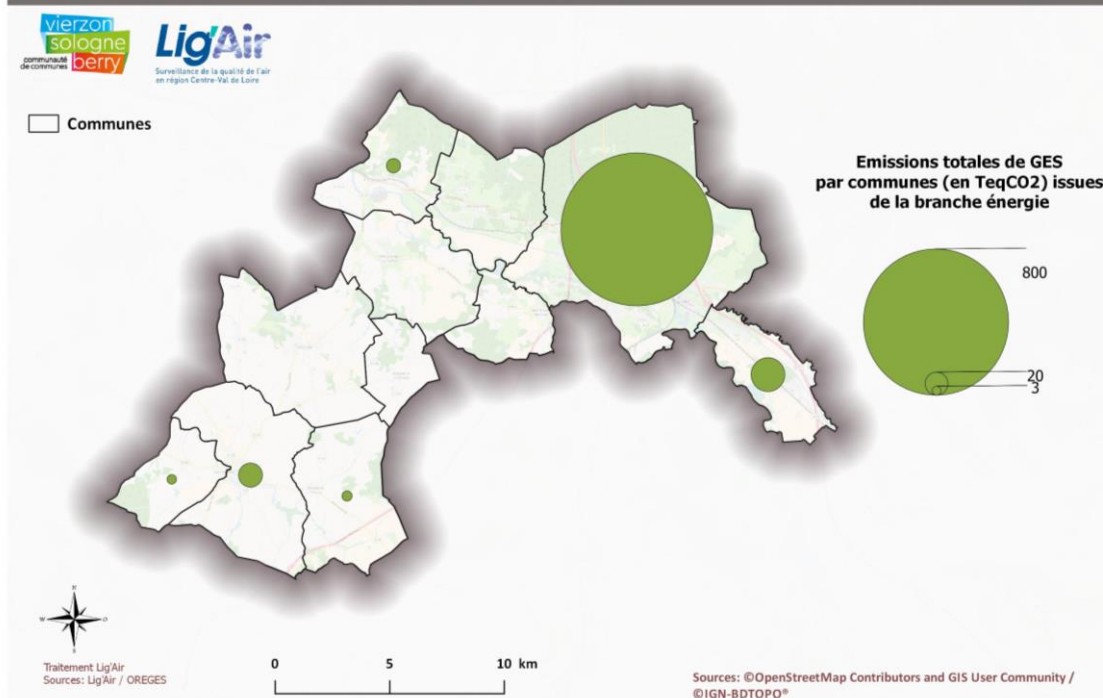 vierzon
sologne
communauté
de communes
berry
Lig'Air
Surveillance de la qualité de l'air
en région Centre-Val de Loire
Communes
Emissions totales de GES
par communes (en TeqCO2) issues
de la branche énergie
800
20
3
N
W
O
S
Traitement Lig'Air
Sources: Lig'Air / OREGES
0 5 10 km
Sources: ©OpenStreetMap Contributors and GIS User Community /
©IGN-BDTOPO®